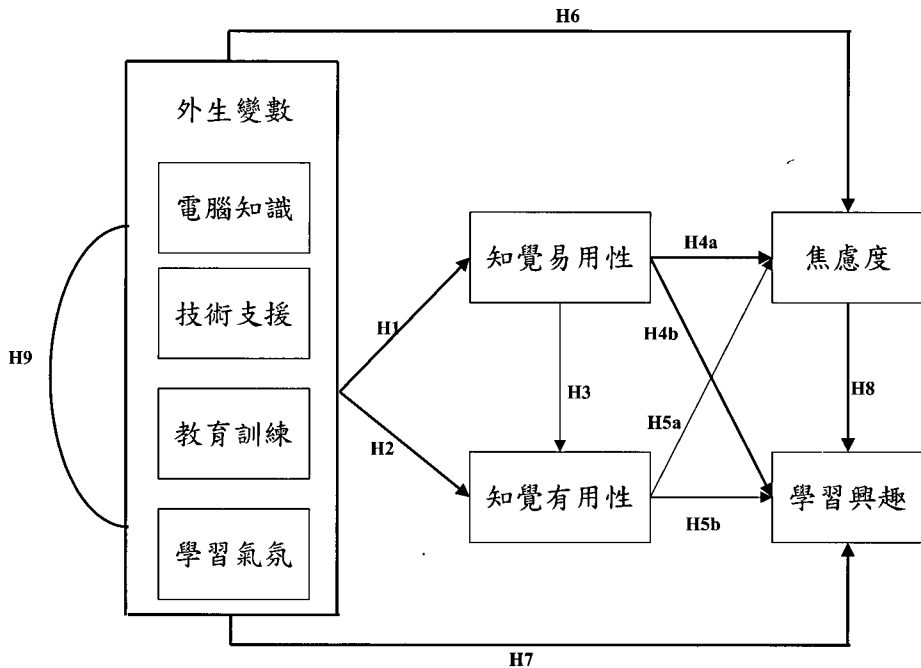 H6
外生變數
電腦知識
技術支援
教育訓練
學習氣氛
H9
H1
H2
知覺易用性
H3
知覺有用性
H4a
H4b
H5a
H5b
焦慮度
H8
學習興趣
H7